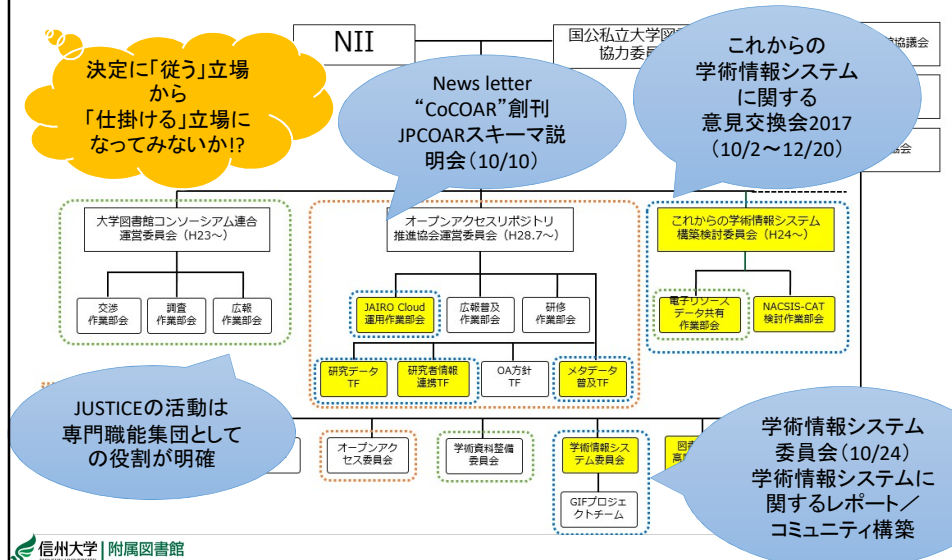 NII
国公私立大学図
協力委員
協議会
会
決定に「従う」立場
から
「仕掛ける」立場に
なってみないか!?
News letter
“CoCOAR”創刊
JPCOARスキーマ説
明会（10/10）
これからの
学術情報システム
に関する
意見交換会2017
（10/2～12/20）
大学図書館コンソーシアム連合
運営委員会（H23～）
オープンアクセスリポジトリ
推進協会運営委員会（H28.7～）
これからの学術情報システム
構築検討委員会（H24～）
交渉
作業部会
調査
作業部会
広報
作業部会
JAIRO Cloud
運用作業部会
広報普及
作業部会
研修
作業部会
電子リソース
データ共有
作業部会
NACSIS-CAT
検討作業部会
研究データ
TF
研究者情報
連携TF
OA方針
TF
メタデータ
普及TF
JUSTICEの活動は
専門職能集団として
の役割が明確
オープンアク
セス委員会
学術資料整備
委員会
学術情報シス
テム委員会
GIFプロジェ
クトチーム
学術情報システム
委員会（10/24）
学術情報システムに
関するレポート／
コミュニティ構築
信州大学 附属図書館